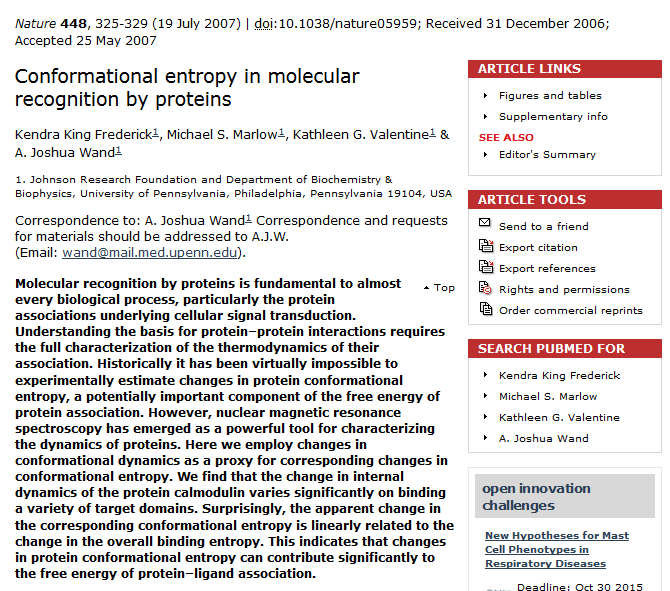 Nature 448, 325-329 (19 July 2007) | doi:10.1038/nature05959; Received 31 December 2006;
Accepted 25 May 2007
Conformational entropy in molecular
recognition by proteins
Kendra King Frederick1, Michael S. Marlow1, Kathleen G. Valentine1 &
A. Joshua Wand1
1. Johnson Research Foundation and Department of Biochemistry &
Biophysics, University of Pennsylvania, Philadelphia, Pennsylvania 19104, USA
Correspondence to: A. Joshua Wand1 Correspondence and requests
for materials should be addressed to A.J.W.
(Email: wand@mail.med.upenn.edu).
Top
Molecular recognition by proteins is fundamental to almost
every biological process, particularly the protein
associations underlying cellular signal transduction.
Understanding the basis for protein–protein interactions requires
the full characterization of the thermodynamics of their
association. Historically it has been virtually impossible to
experimentally estimate changes in protein conformational
entropy, a potentially important component of the free energy of
protein association. However, nuclear magnetic resonance
spectroscopy has emerged as a powerful tool for characterizing
the dynamics of proteins. Here we employ changes in
conformational dynamics as a proxy for corresponding changes in
conformational entropy. We find that the change in internal
dynamics of the protein calmodulin varies significantly on binding
a variety of target domains. Surprisingly, the apparent change in
the corresponding conformational entropy is linearly related to the
change in the overall binding entropy. This indicates that changes
in protein conformational entropy can contribute significantly to
the free energy of protein–ligand association.
ARTICLE LINKS
Figures and tables
Supplementary info
SEE ALSO
Editor's Summary
ARTICLE TOOLS
Send to a friend
Export citation
Export references
Rights and permissions
Order commercial reprints
SEARCH PUBMED FOR
Kendra King Frederick
Michael S. Marlow
Kathleen G. Valentine
A. Joshua Wand
open innovation
challenges
New Hypotheses for Mast
Cell Phenotypes in
Respiratory Diseases
Deadline: Oct 30 2015